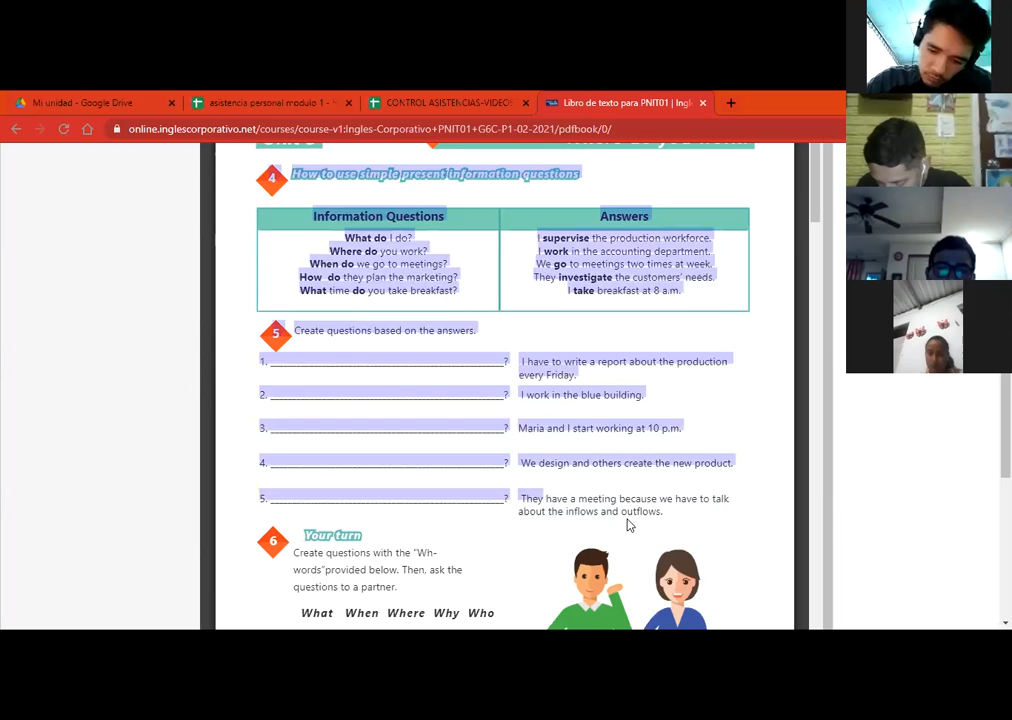 Mi unidad - Google Drive
asistencia personal modulo 1 -
CONTROL ASISTENCIAS-VIDEOS
Libro de texto para PNIT01 | Ingl
online.inglescorporativo.net/courses/course-v1:Ingles-Corporativo+PNIT01+G6C-P1-02-2021/pdfbook/0/
4 How to use simple present information questions
Information Questions Answers
What do I do? I supervise the production workforce.
Where do you work? I work in the accounting department.
When do we go to meetings? We go to meetings two times at week.
How do they plan the marketing? They investigate the customers' needs.
What time do you take breakfast? I take breakfast at 8 a.m.
5 Create questions based on the answers.
1. ________________________________________? I have to write a report about the production
every Friday.
2. ________________________________________? I work in the blue building.
3. ________________________________________? Maria and I start working at 10 p.m.
4. ________________________________________? We design and others create the new product.
5. ________________________________________? They have a meeting because we have to talk
about the inflows and outflows.
6 Your turn
Create questions with the "Wh-
words"provided below. Then, ask the
questions to a partner.
What When Where Why Who